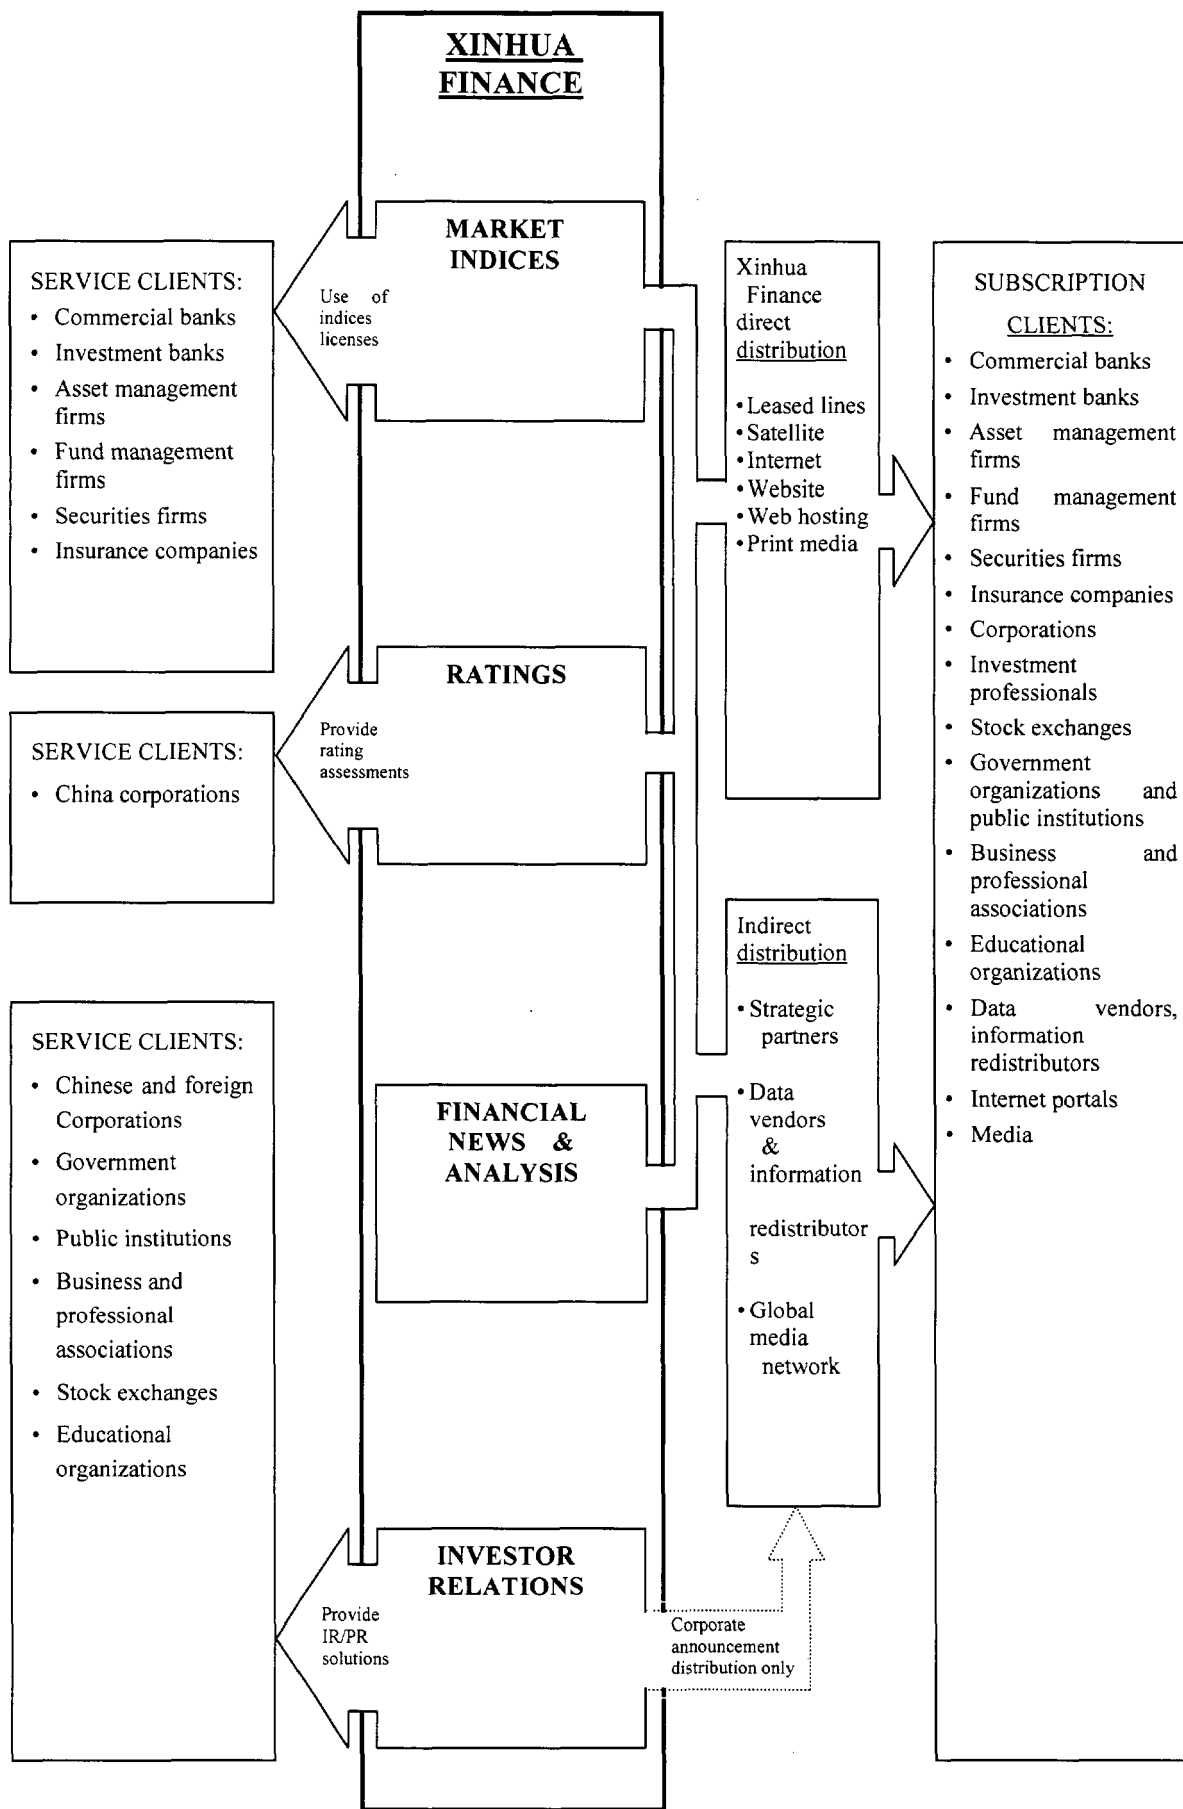 XINHUA
FINANCE
MARKET
INDICES
Use of
indices
licenses
SERVICE CLIENTS:
• Commercial banks
• Investment banks
• Asset management
firms
• Fund management
firms
• Securities firms
• Insurance companies
RATINGS
Provide
rating
assessments
SERVICE CLIENTS:
• China corporations
FINANCIAL
NEWS &
ANALYSIS
SERVICE CLIENTS:
• Chinese and foreign
Corporations
• Government
organizations
• Public institutions
• Business and
professional
associations
• Stock exchanges
• Educational
organizations
INVESTOR
RELATIONS
Provide
IR/PR
solutions
Corporate
announcement
distribution only
Xinhua
Finance
direct
distribution
• Leased lines
• Satellite
• Internet
• Website
• Web hosting
• Print media
Indirect
distribution
• Strategic
partners
• Data
vendors
&
information
redistributor
s
• Global
media
network
SUBSCRIPTION
CLIENTS:
• Commercial banks
• Investment banks
• Asset management
firms
• Fund management
firms
• Securities firms
• Insurance companies
• Corporations
• Investment
professionals
• Stock exchanges
• Government
organizations and
public institutions
• Business and
professional
associations
• Educational
organizations
• Data vendors,
information
redistributors
• Internet portals
• Media